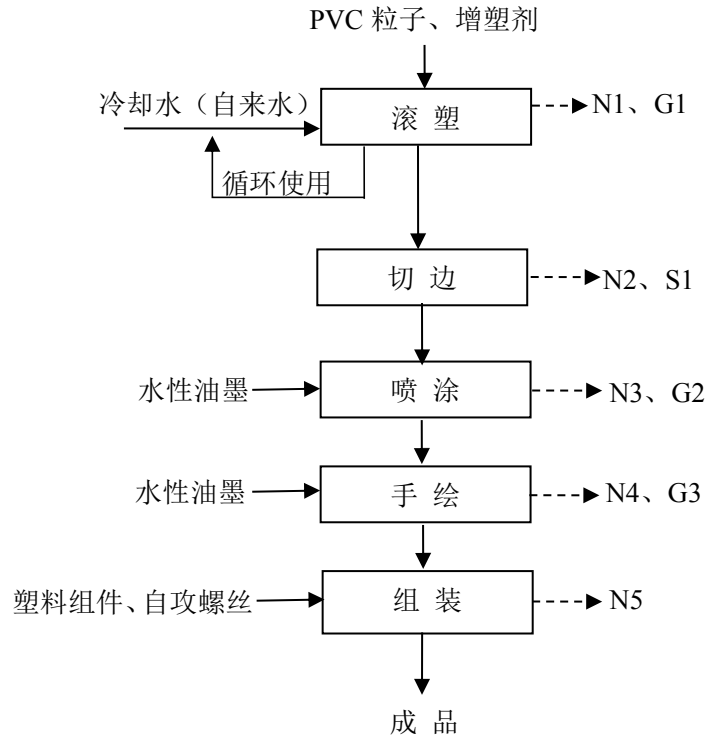 PVC 粒子、增塑剂
冷却水（自来水）
滚 塑
N1、G1
循环使用
切 边
N2、S1
水性油墨
喷 涂
N3、G2
水性油墨
手 绘
N4、G3
塑料组件、自攻螺丝
组 装
N5
成 品